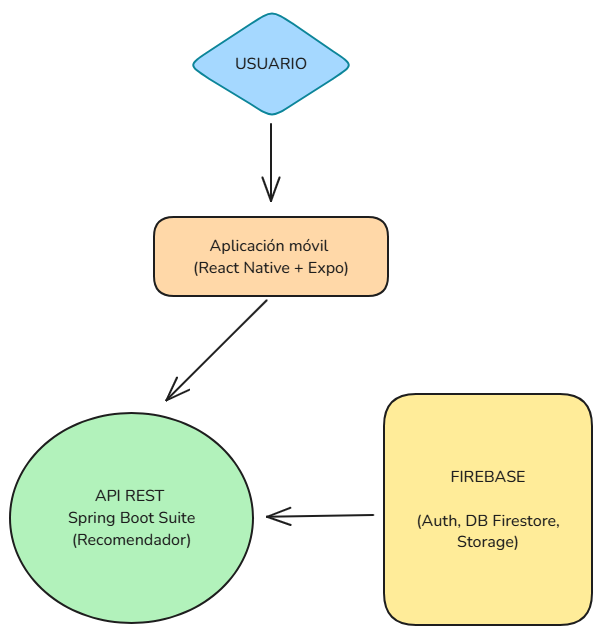 USUARIO
Aplicación móvil
(React Native + Expo)
API REST
Spring Boot Suite
(Recomendador)
FIREBASE
(Auth, DB Firestore,
Storage)